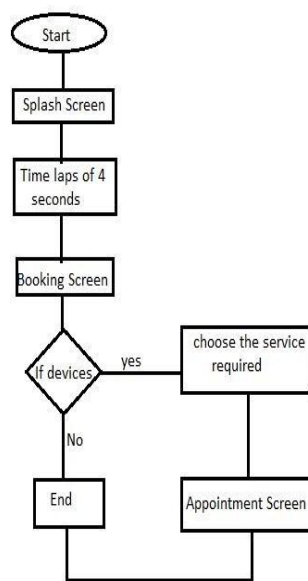 Start
Splash Screen
Time laps of 4
seconds
Booking Screen
If devices
yes
choose the service
required
No
End
Appointment Screen